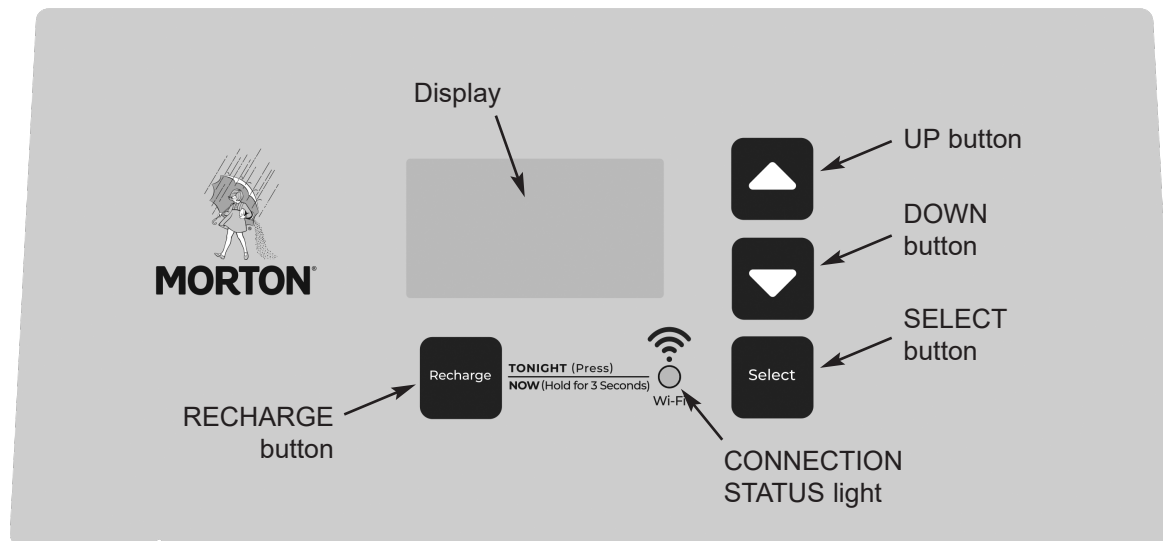 Display
UP button
DOWN
button
MORTON®
SELECT
button
Recharge
TONIGHT (Press)
NOW (Hold for 3 Seconds)
Wi-Fi
Select
RECHARGE
button
CONNECTION
STATUS light